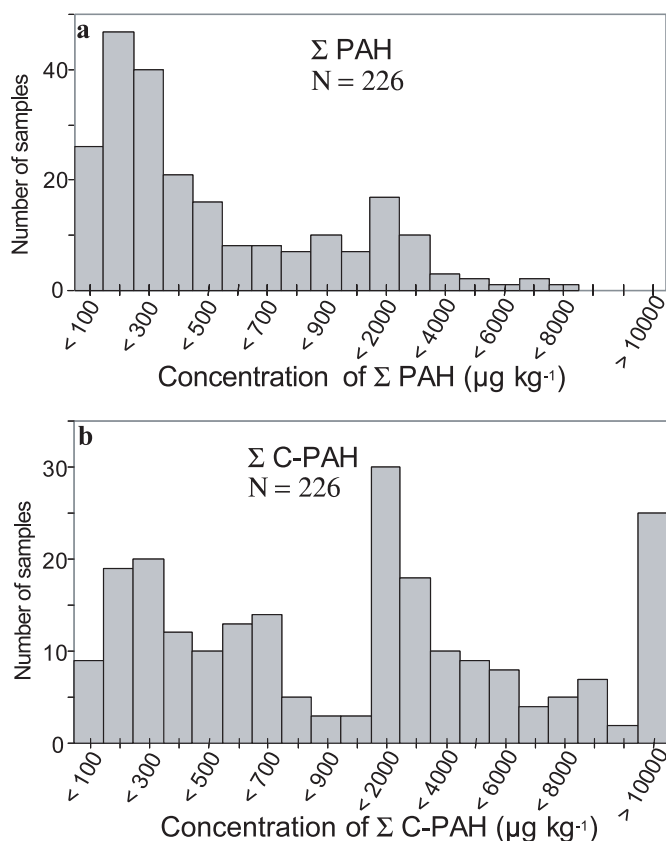 a
Σ PAH
N = 226
Number of samples
40
20
0
< 100
< 300
< 500
< 700
< 900
< 2000
< 4000
< 6000
< 8000
> 10000
Concentration of Σ PAH (µg kg-1)
b
Σ C-PAH
N = 226
Number of samples
30
20
10
0
< 100
< 300
< 500
< 700
< 900
< 2000
< 4000
< 6000
< 8000
> 10000
Concentration of Σ C-PAH (µg kg-1)